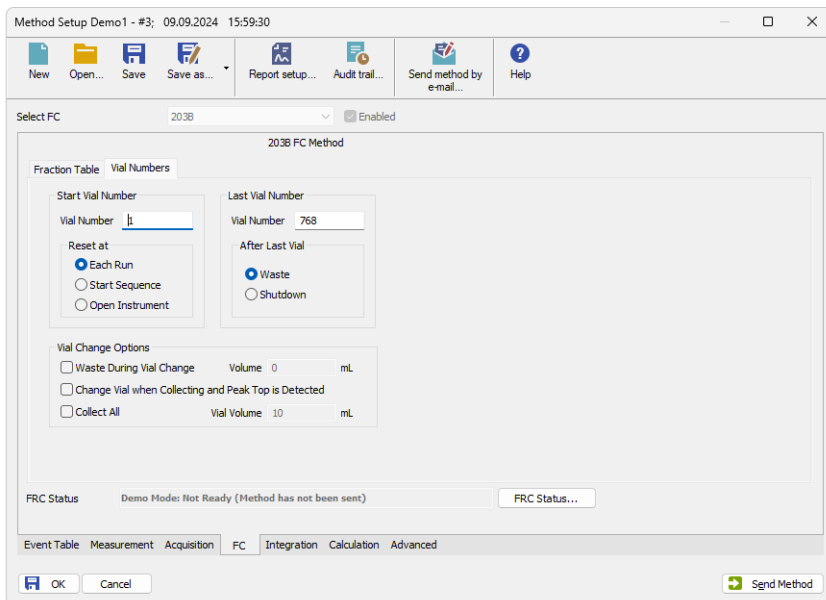 Method Setup Demo1 - #3;  09.09.2024  15:59:30
New Open... Save Save as... Report setup... Audit trail... Send method by e-mail... Help
Select FC 203B Enabled
203B FC Method
Fraction Table Vial Numbers
Start Vial Number Last Vial Number
Vial Number 1 Vial Number 768
Reset at After Last Vial
Each Run
Waste
Start Sequence
Shutdown
Open Instrument
Vial Change Options
Waste During Vial Change Volume 0 mL
Change Vial when Collecting and Peak Top is Detected
Collect All Vial Volume 10 mL
FRC Status Demo Mode: Not Ready (Method has not been sent) FRC Status...
Event Table Measurement Acquisition FC Integration Calculation Advanced
OK Cancel Send Method